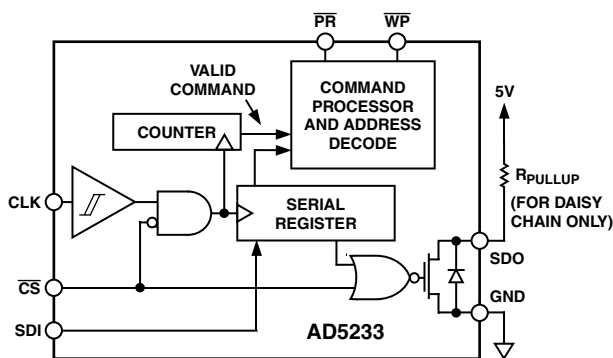 PR
WP
VALID
COMMAND
COMMAND
PROCESSOR
AND ADDRESS
DECODE
5V
COUNTER
RPULLUP
(FOR DAISY
CHAIN ONLY)
CLK
SERIAL
REGISTER
SDO
CS
GND
SDI
AD5233